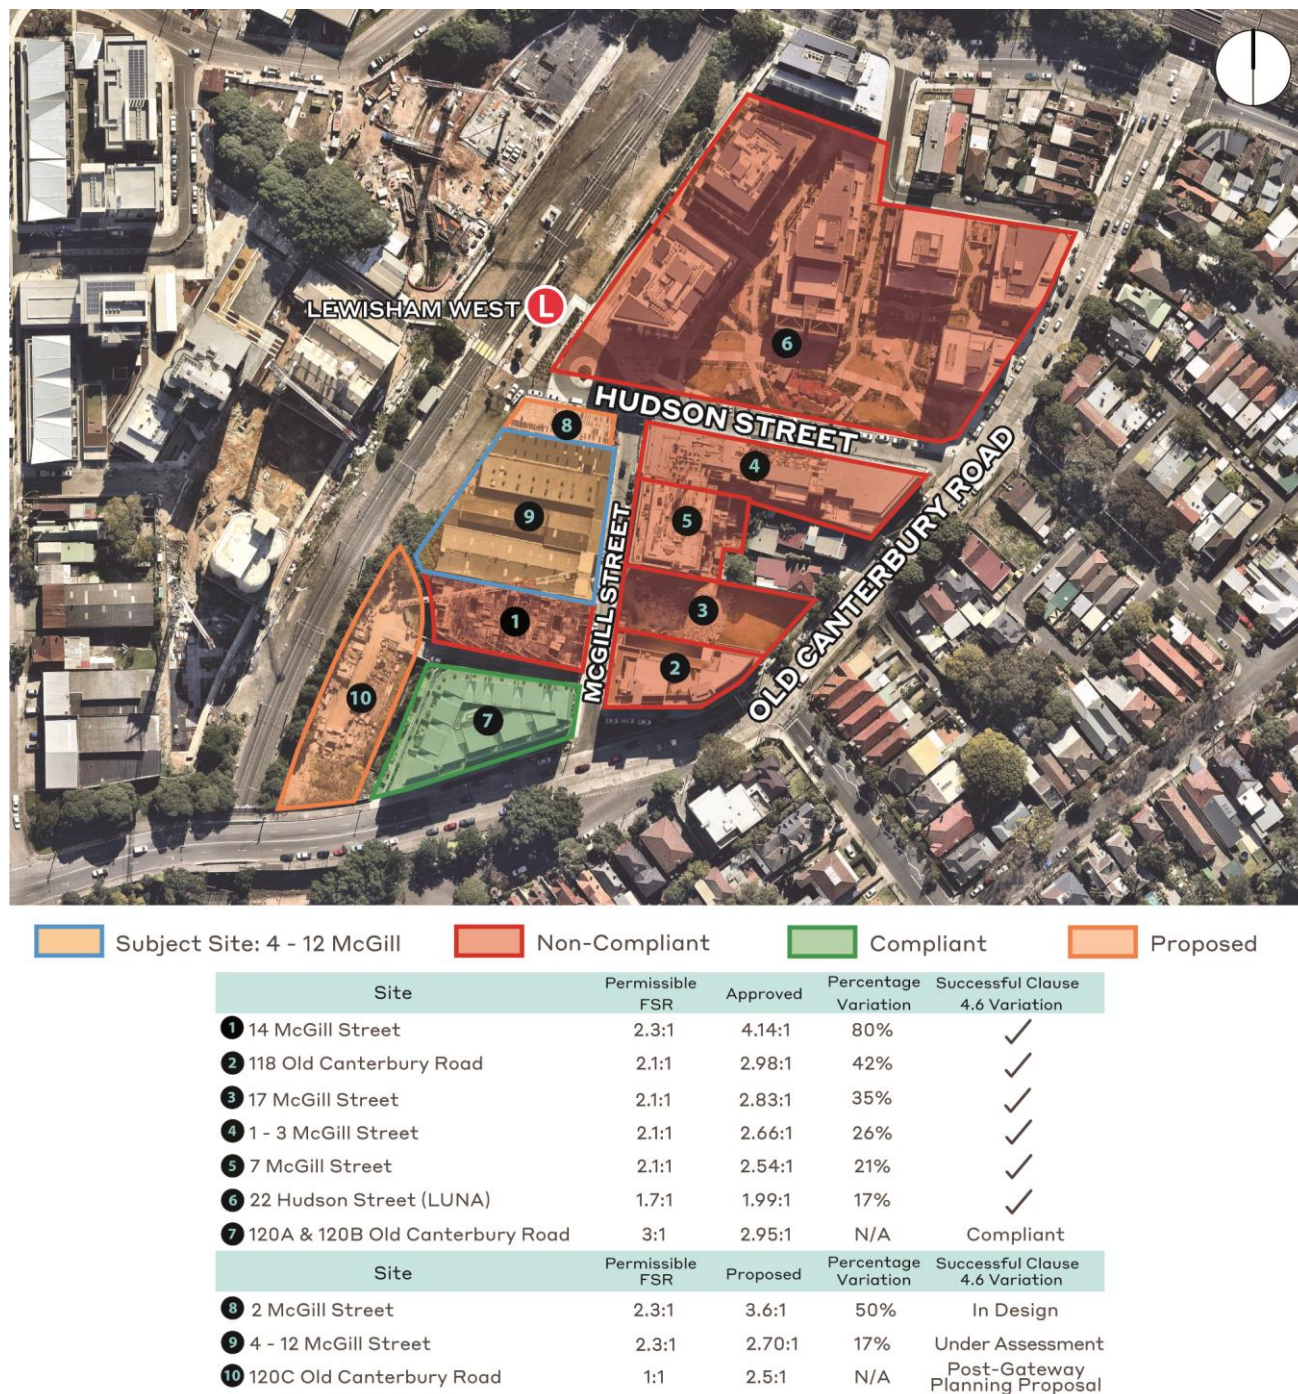 LEWISHAM WEST L
6
HUDSON STREET
8
4
9
5
MCGILL STREET
OLD CANTERBURY ROAD
1
3
2
10
7
Subject Site: 4 - 12 McGill Non-Compliant Compliant Proposed
Site Permissible FSR Approved Percentage Variation Successful Clause 4.6 Variation
1 14 McGill Street 2.3:1 4.14:1 80% ✓
2 118 Old Canterbury Road 2.1:1 2.98:1 42% ✓
3 17 McGill Street 2.1:1 2.83:1 35% ✓
4 1 - 3 McGill Street 2.1:1 2.66:1 26% ✓
5 7 McGill Street 2.1:1 2.54:1 21% ✓
6 22 Hudson Street (LUNA) 1.7:1 1.99:1 17% ✓
7 120A & 120B Old Canterbury Road 3:1 2.95:1 N/A Compliant
Site Permissible FSR Proposed Percentage Variation Successful Clause 4.6 Variation
8 2 McGill Street 2.3:1 3.6:1 50% In Design
9 4 - 12 McGill Street 2.3:1 2.70:1 17% Under Assessment
10 120C Old Canterbury Road 1:1 2.5:1 N/A Post-Gateway Planning Proposal